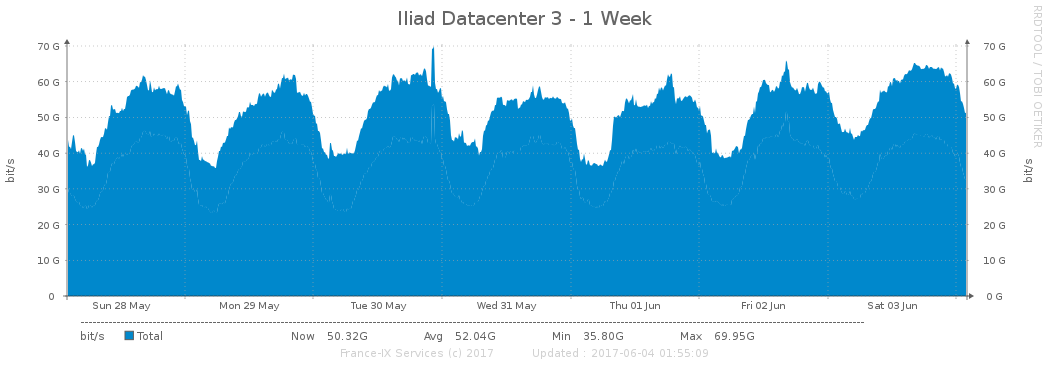 Iliad Datacenter 3 - 1 Week
RRDTOOL / TOBI OETIKER
70 G 70 G
60 G 60 G
50 G 50 G
40 G 40 G
30 G 30 G
20 G 20 G
10 G 10 G
0 0 G
bit/s bit/s
Sun 28 May Mon 29 May Tue 30 May Wed 31 May Thu 01 Jun Fri 02 Jun Sat 03 Jun
bit/s Total Now 50.32G Avg 52.04G Min 35.80G Max 69.95G
France-IX Services (c) 2017 Updated : 2017-06-04 01:55:09